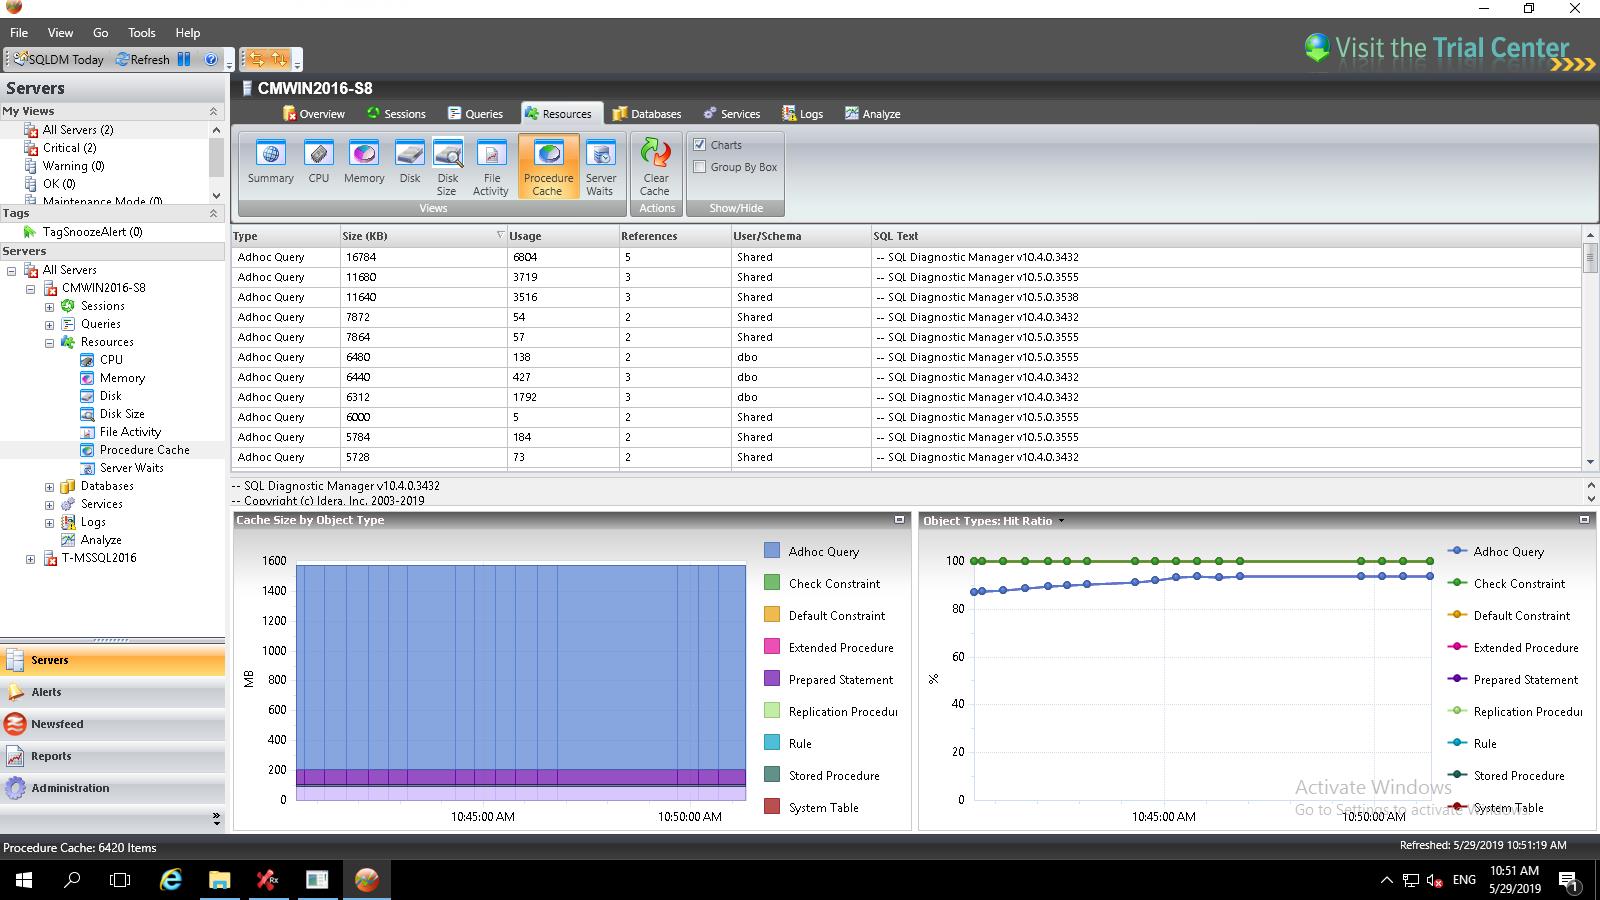 File View Go Tools Help
SQLDM Today Refresh
Visit the Trial Center
Servers
CMWIN2016-S8
My Views
All Servers (2)
Critical (2)
Warning (0)
OK (0)
Maintenance Mode (0)
Tags
TagSnoozeAlert (0)
Servers
All Servers
CMWIN2016-S8
Sessions
Queries
Resources
CPU
Memory
Disk
Disk Size
File Activity
Procedure Cache
Server Waits
Databases
Services
Logs
Analyze
T-MSSQL2016
Servers
Alerts
Newsfeed
Reports
Administration
Overview Sessions Queries Resources Databases Services Logs Analyze
Summary CPU Memory Disk Disk Size File Activity Procedure Cache Server Waits
Views
Clear Cache
Actions
Charts
Group By Box
Show/Hide
Type Size (KB) Usage References User/Schema SQL Text
Adhoc Query 16784 6804 5 Shared -- SQL Diagnostic Manager v10.4.0.3432
Adhoc Query 11680 3719 3 Shared -- SQL Diagnostic Manager v10.5.0.3555
Adhoc Query 11640 3516 3 Shared -- SQL Diagnostic Manager v10.5.0.3538
Adhoc Query 7872 54 2 Shared -- SQL Diagnostic Manager v10.4.0.3432
Adhoc Query 7864 57 2 Shared -- SQL Diagnostic Manager v10.5.0.3555
Adhoc Query 6480 138 2 dbo -- SQL Diagnostic Manager v10.5.0.3555
Adhoc Query 6440 427 3 dbo -- SQL Diagnostic Manager v10.4.0.3432
Adhoc Query 6312 1792 3 dbo -- SQL Diagnostic Manager v10.4.0.3432
Adhoc Query 6000 5 2 Shared -- SQL Diagnostic Manager v10.5.0.3555
Adhoc Query 5784 184 2 Shared -- SQL Diagnostic Manager v10.5.0.3555
Adhoc Query 5728 73 2 Shared -- SQL Diagnostic Manager v10.4.0.3432
-- SQL Diagnostic Manager v10.4.0.3432
-- Copyright (c) Idera, Inc. 2003-2019
Cache Size by Object Type
1600
1400
1200
1000
800
600
400
200
0
MB
10:45:00 AM 10:50:00 AM
Adhoc Query
Check Constraint
Default Constraint
Extended Procedure
Prepared Statement
Replication Procedur
Rule
Stored Procedure
System Table
Object Types: Hit Ratio
100
80
60
40
20
0
%
10:45:00 AM 10:50:00 AM
Adhoc Query
Check Constraint
Default Constraint
Extended Procedure
Prepared Statement
Replication Procedur
Rule
Stored Procedure
System Table
Activate Windows
Go to Settings to activate Windows.
Procedure Cache: 6420 Items
Refreshed: 5/29/2019 10:51:19 AM
ENG
10:51 AM
5/29/2019
1